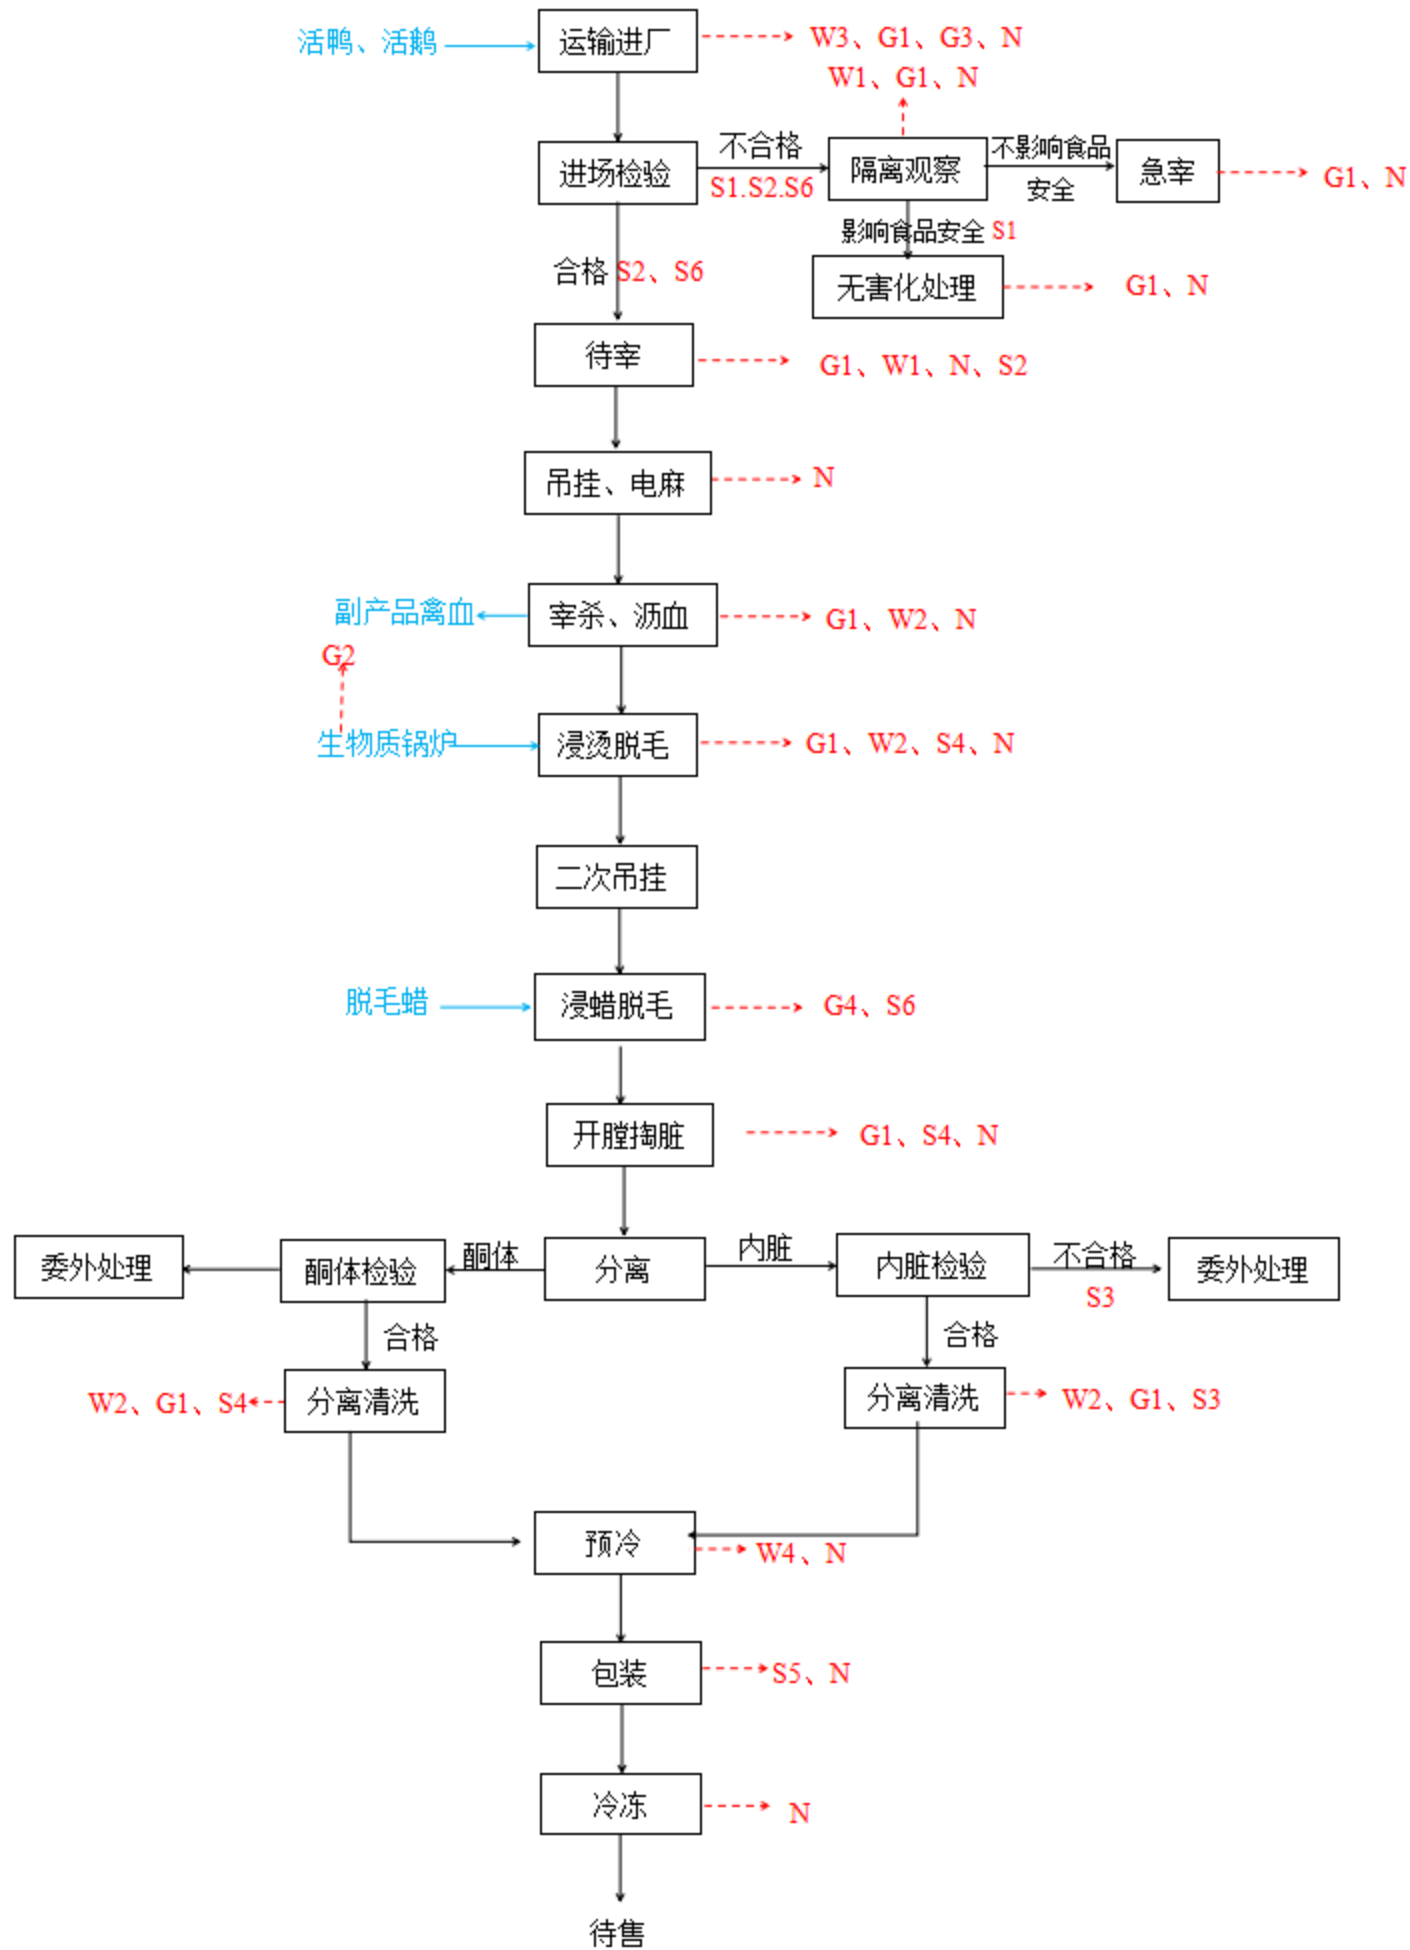 活鸭、活鹅
运输进厂
W3、G1、G3、N
W1、G1、N
进场检验
不合格
S1.S2.S6
隔离观察
不影响食品
安全
急宰
G1、N
影响食品安全 S1
合格 S2、S6
无害化处理
G1、N
待宰
G1、W1、N、S2
吊挂、电麻
N
副产品禽血
宰杀、沥血
G1、W2、N
G2
生物质锅炉
浸烫脱毛
G1、W2、S4、N
二次吊挂
脱毛蜡
浸蜡脱毛
G4、S6
开膛掏脏
G1、S4、N
委外处理
胴体检验
胴体
分离
内脏
内脏检验
不合格
S3
委外处理
合格
合格
W2、G1、S4
分离清洗
分离清洗
W2、G1、S3
预冷
W4、N
包装
S5、N
冷冻
N
待售